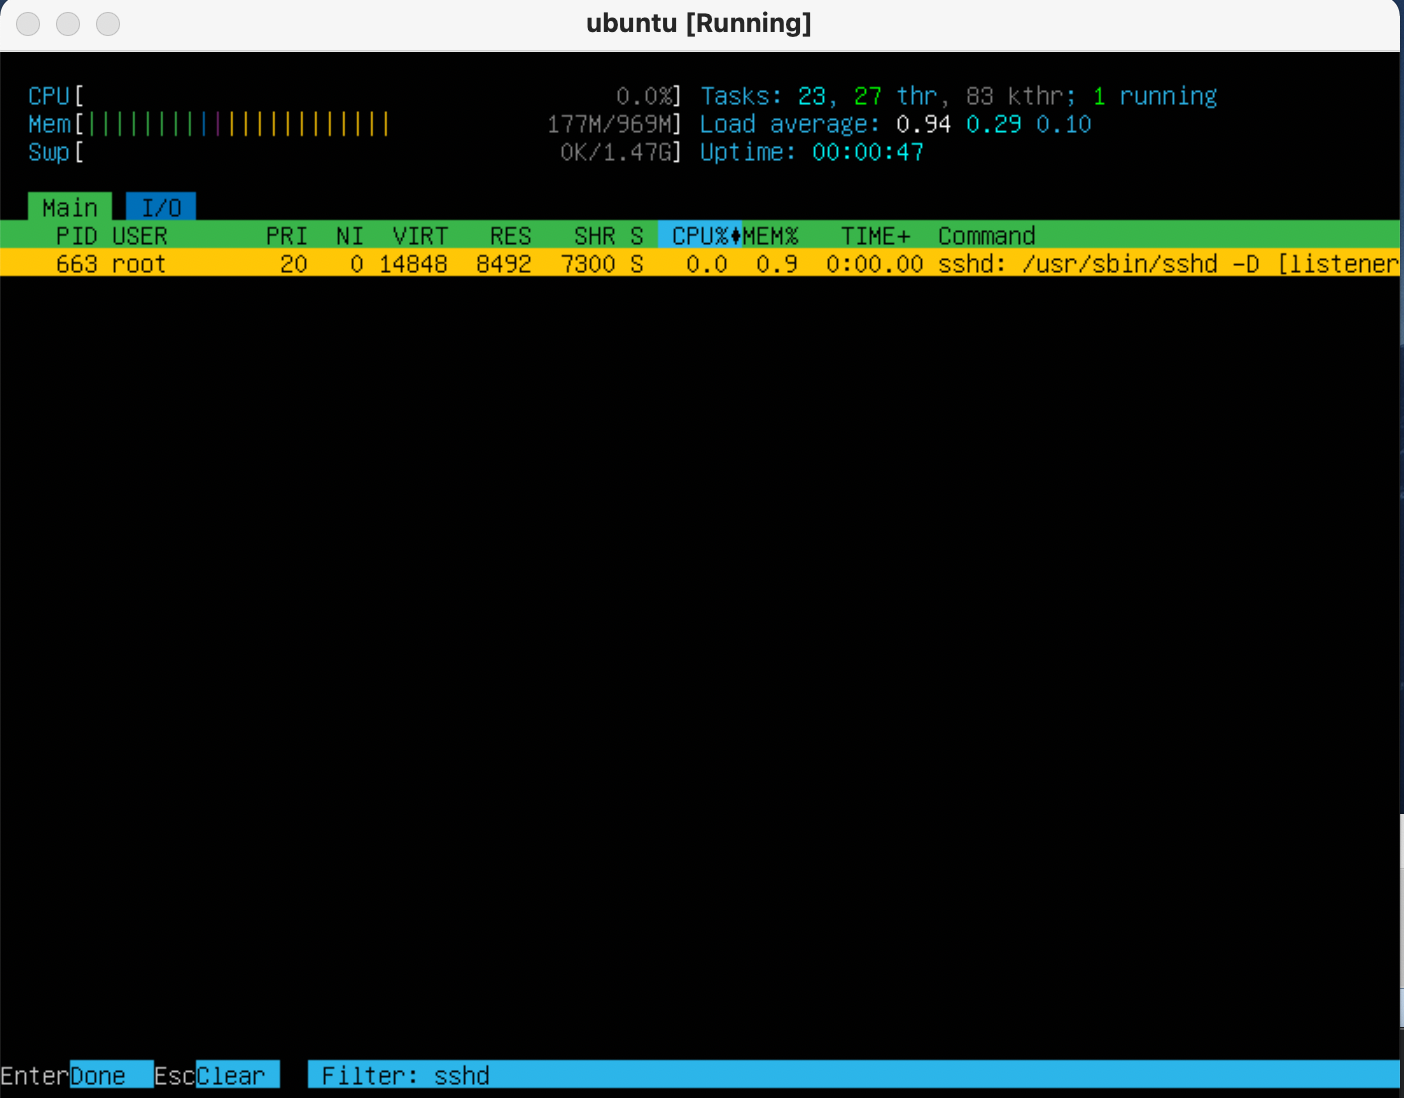 ubuntu [Running]
CPU[ 0.0%] Tasks: 23, 27 thr, 83 kthr; 1 running
Mem[|||||||||||||||||||||| 177M/969M] Load average: 0.94 0.29 0.10
Swp[ 0K/1.47G] Uptime: 00:00:47
Main I/O
PID USER PRI NI VIRT RES SHR S CPU%♦MEM% TIME+ Command
663 root 20 0 14848 8492 7300 S 0.0 0.9 0:00.00 sshd: /usr/sbin/sshd -D [listener
EnterDone EscClear Filter: sshd